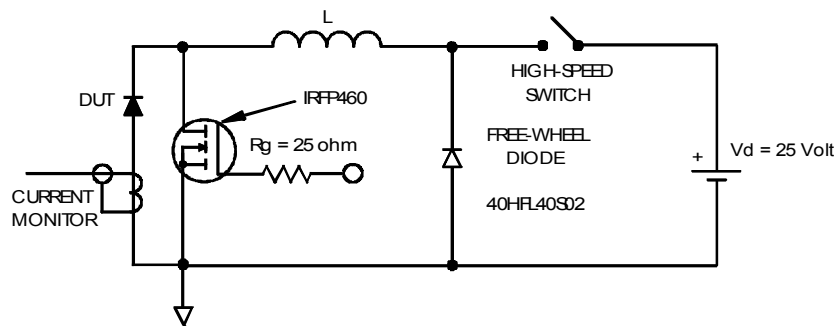 L
HIGH-SPEED
SWITCH
DUT
IRFP460
Rg = 25 ohm
FREE-WHEEL
DIODE
+
Vd = 25 Volt
40HFL40S02
CURRENT
MONITOR